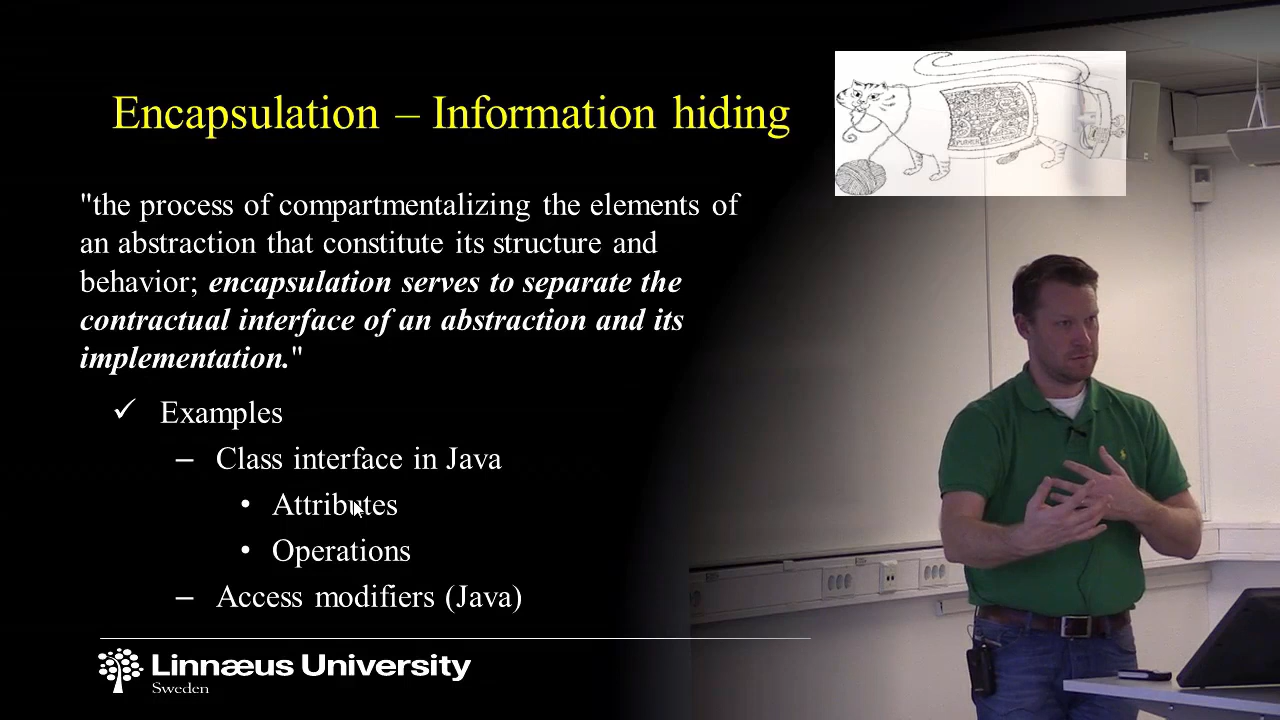 Encapsulation – Information hiding
"the process of compartmentalizing the elements of
an abstraction that constitute its structure and
behavior; encapsulation serves to separate the
contractual interface of an abstraction and its
implementation."
✓ Examples
– Class interface in Java
• Attributes
• Operations
– Access modifiers (Java)
Linnæus University
Sweden